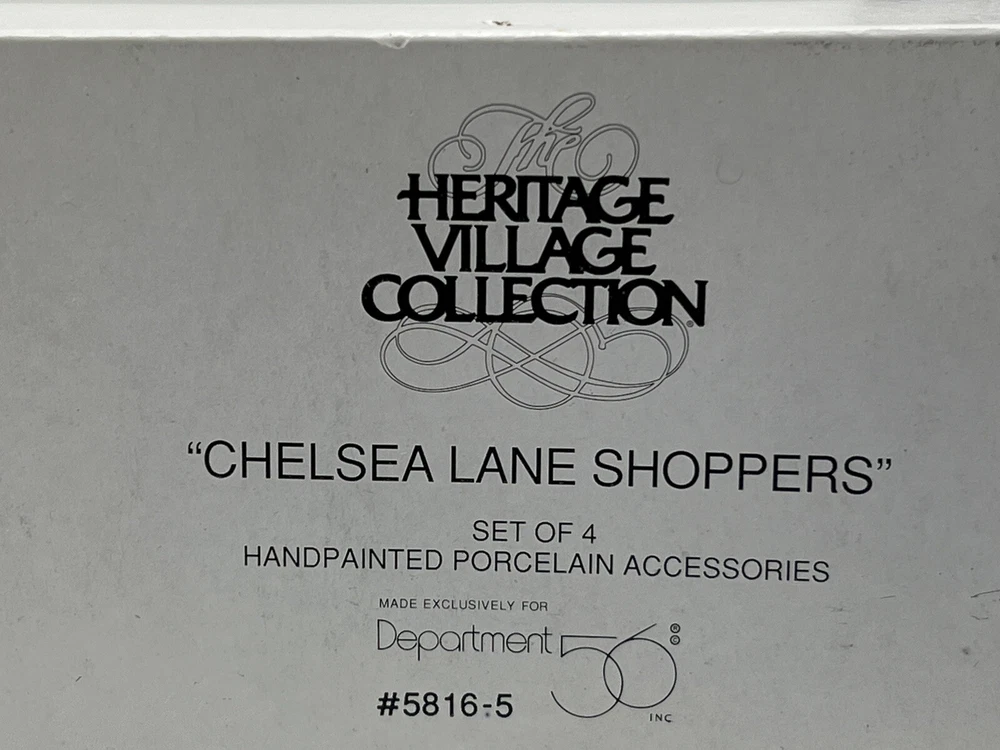 The
HERITAGE
VILLAGE
COLLECTION®
“CHELSEA LANE SHOPPERS”
SET OF 4
HANDPAINTED PORCELAIN ACCESSORIES
MADE EXCLUSIVELY FOR
Department 56 ® ©
INC
#5816-5